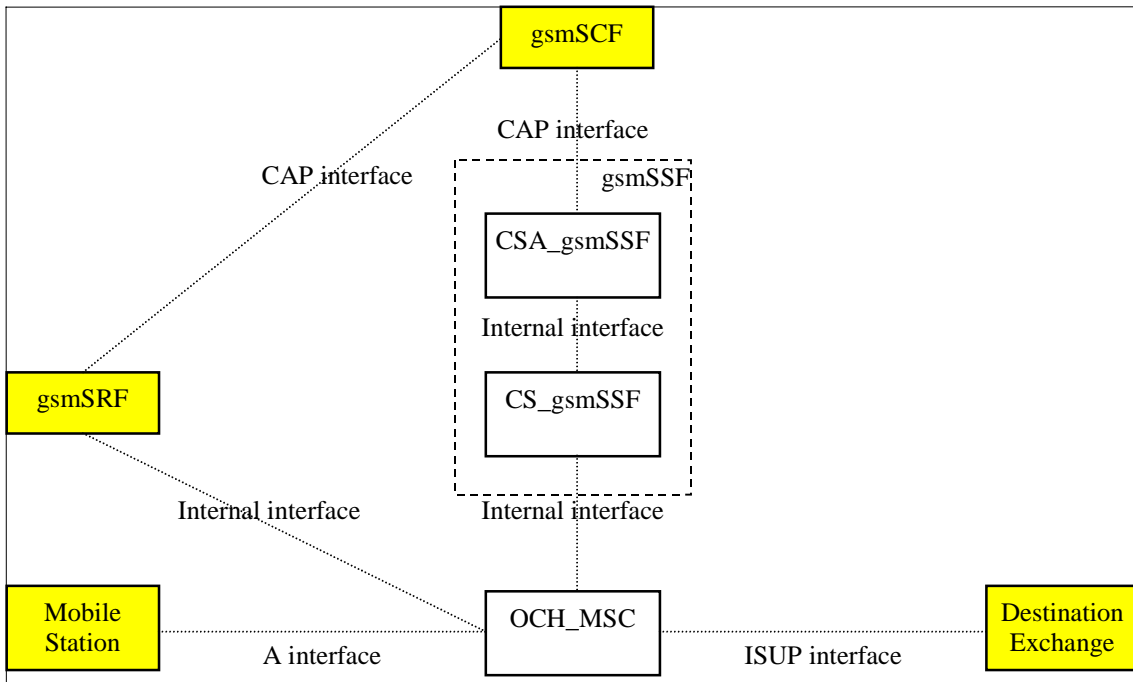 gsmSCF
CAP interface
CAP interface
gsmSSF
CSA_gsmSSF
Internal interface
gsmSRF
CS_gsmSSF
Internal interface
Internal interface
Mobile
Station
OCH_MSC
Destination
Exchange
A interface
ISUP interface